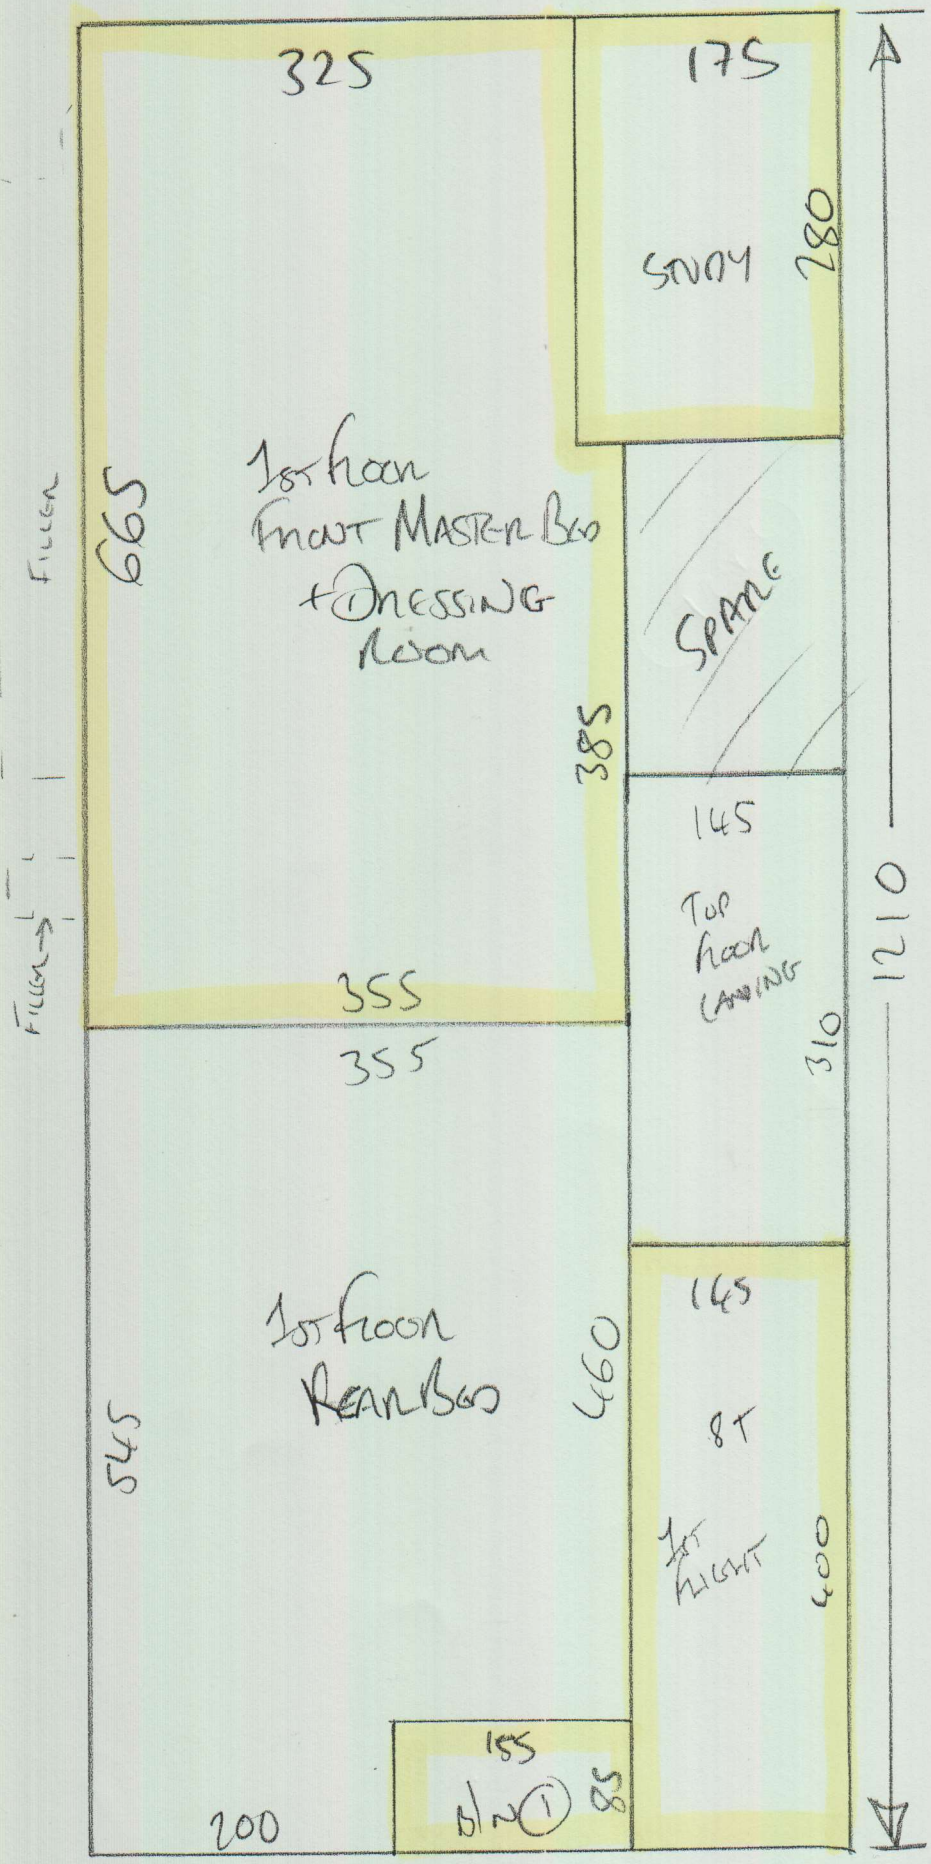 325
175
280
STUDY
FILLER
665
1ST FLOOR
FRONT MASTER BED
+ DRESSING
ROOM
SPARE
385
145
TOP
FLOOR
LANDING
310
1210
FILLER →
355
355
1ST FLOOR
REAR BED
460
545
145
8T
1ST
FLIGHT
400
155
B/N ①
85
200